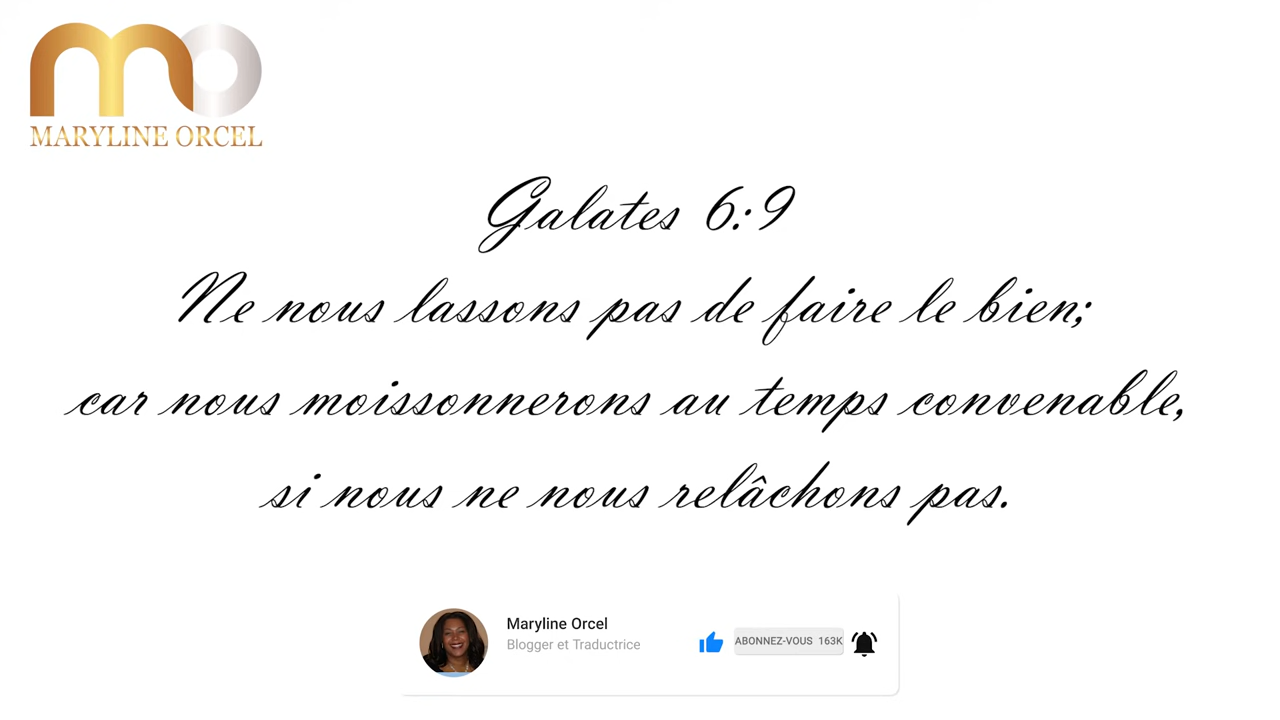 mo
MARYLINE ORCEL
Galates 6:9
Ne nous lassons pas de faire le bien;
car nous moissonnerons au temps convenable,
si nous ne nous relâchons pas.
Maryline Orcel
Blogger et Traductrice
ABONNEZ-VOUS 163K